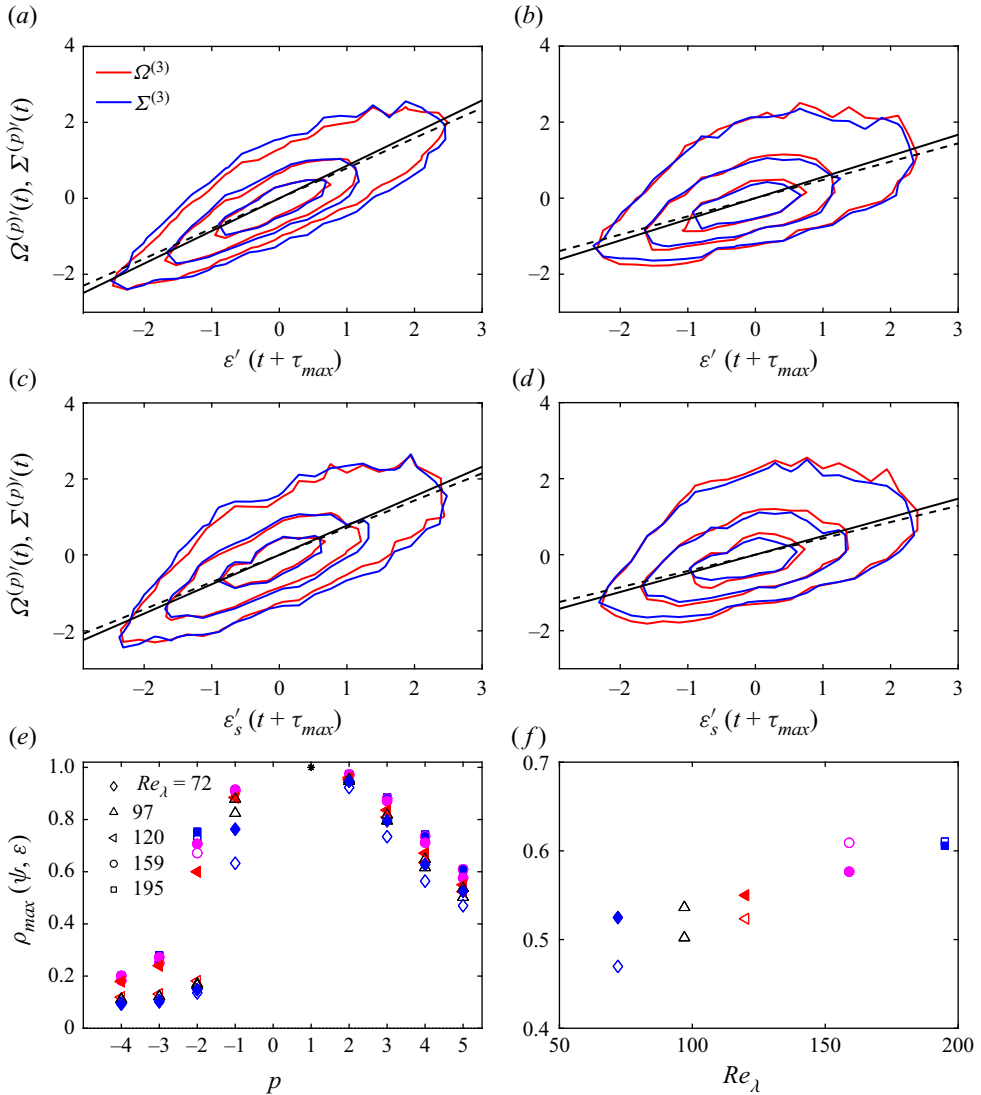 (a)
(b)
4
2
0
−2
Ω(p)′(t), Σ(p)′(t)
Ω(3)
Σ(3)
−2 −1 0 1 2 3
ε′ (t + τmax)
4
2
0
−2
−2 −1 0 1 2 3
ε′ (t + τmax)
(c)
(d)
4
2
0
−2
Ω(p)′(t), Σ(p)′(t)
−2 −1 0 1 2 3
ε′s (t + τmax)
4
2
0
−2
−2 −1 0 1 2 3
ε′s (t + τmax)
(e)
(f)
1.0
0.8
0.6
0.4
0.2
0
ρmax (ψ, ε)
Reλ = 72
97
120
159
195
−4 −3 −2 −1 0 1 2 3 4 5
p
0.7
0.6
0.5
0.4
50 100 150 200
Reλ